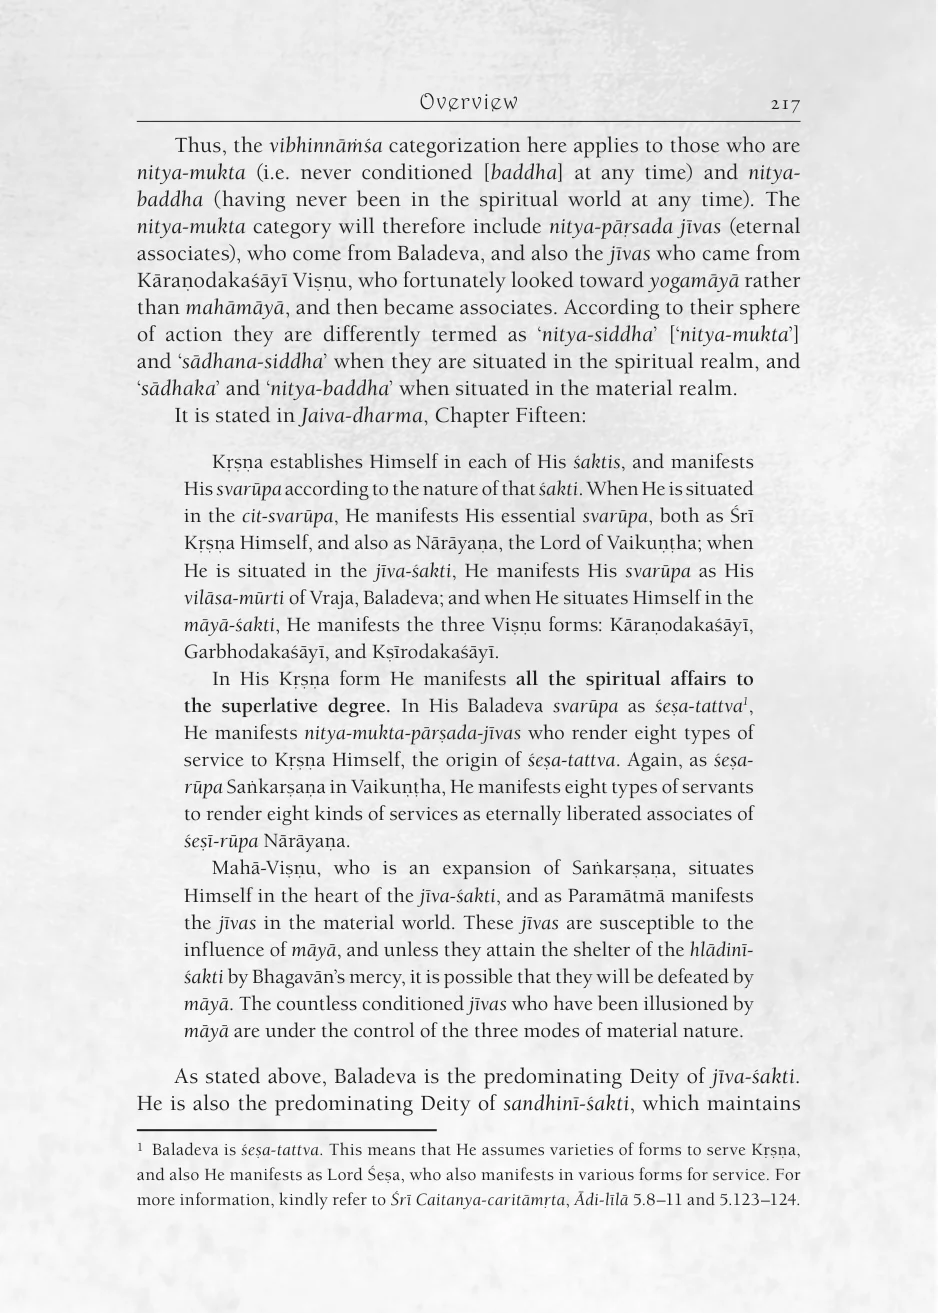 Overview 217
Thus, the vibhinnāṁśa categorization here applies to those who are
nitya-mukta (i.e. never conditioned [baddha] at any time) and nitya-
baddha (having never been in the spiritual world at any time). The
nitya-mukta category will therefore include nitya-pārṣada jīvas (eternal
associates), who come from Baladeva, and also the jīvas who came from
Kāraṇodakaśāyī Viṣṇu, who fortunately looked toward yogamāyā rather
than mahāmāyā, and then became associates. According to their sphere
of action they are differently termed as ‘nitya-siddha’ [‘nitya-mukta’]
and ‘sādhana-siddha’ when they are situated in the spiritual realm, and
‘sādhaka’ and ‘nitya-baddha’ when situated in the material realm.
It is stated in Jaiva-dharma, Chapter Fifteen:
Kṛṣṇa establishes Himself in each of His śaktis, and manifests
His svarūpa according to the nature of that śakti. When He is situated
in the cit-svarūpa, He manifests His essential svarūpa, both as Śrī
Kṛṣṇa Himself, and also as Nārāyaṇa, the Lord of Vaikuṇṭha; when
He is situated in the jīva-śakti, He manifests His svarūpa as His
vilāsa-mūrti of Vraja, Baladeva; and when He situates Himself in the
māyā-śakti, He manifests the three Viṣṇu forms: Kāraṇodakaśāyī,
Garbhodakaśāyī, and Kṣīrodakaśāyī.
In His Kṛṣṇa form He manifests all the spiritual affairs to
the superlative degree. In His Baladeva svarūpa as śeṣa-tattva¹,
He manifests nitya-mukta-pārṣada-jīvas who render eight types of
service to Kṛṣṇa Himself, the origin of śeṣa-tattva. Again, as śeṣa-
rūpa Saṅkarṣaṇa in Vaikuṇṭha, He manifests eight types of servants
to render eight kinds of services as eternally liberated associates of
śeṣī-rūpa Nārāyaṇa.
Mahā-Viṣṇu, who is an expansion of Saṅkarṣaṇa, situates
Himself in the heart of the jīva-śakti, and as Paramātmā manifests
the jīvas in the material world. These jīvas are susceptible to the
influence of māyā, and unless they attain the shelter of the hlādinī-
śakti by Bhagavān’s mercy, it is possible that they will be defeated by
māyā. The countless conditioned jīvas who have been illusioned by
māyā are under the control of the three modes of material nature.
As stated above, Baladeva is the predominating Deity of jīva-śakti.
He is also the predominating Deity of sandhinī-śakti, which maintains
¹ Baladeva is śeṣa-tattva. This means that He assumes varieties of forms to serve Kṛṣṇa,
and also He manifests as Lord Śeṣa, who also manifests in various forms for service. For
more information, kindly refer to Śrī Caitanya-caritāmṛta, Ādi-līlā 5.8–11 and 5.123–124.